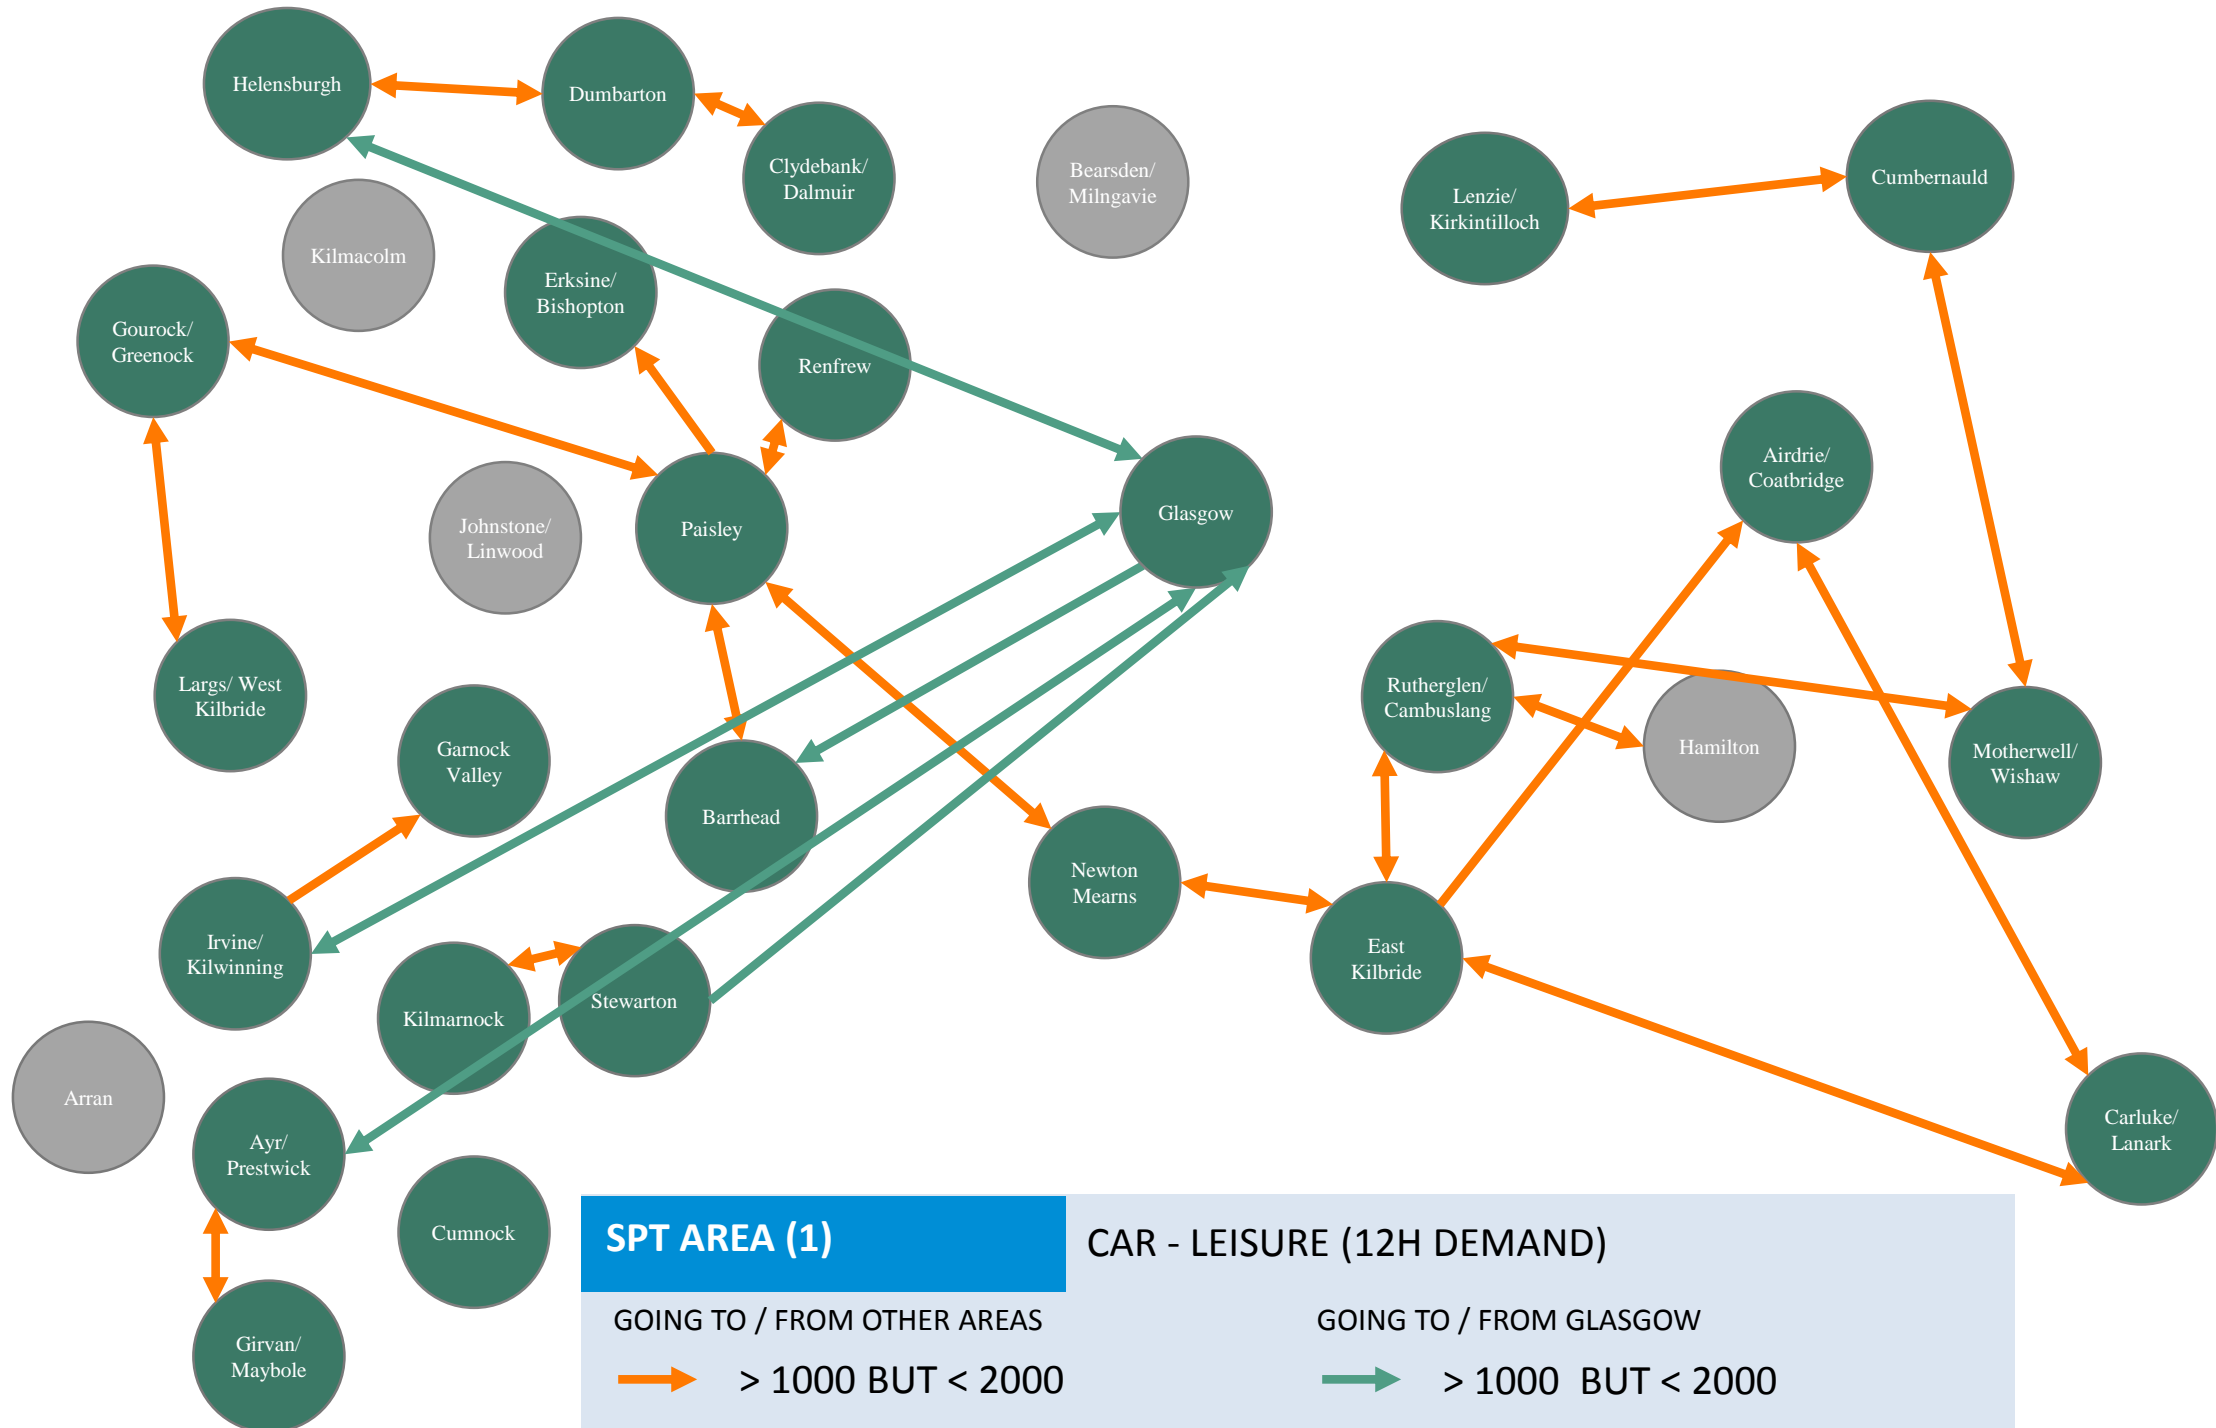 Helensburgh
Dumbarton
Clydebank/
Dalmuir
Bearsden/
Milngavie
Lenzie/
Kirkintilloch
Cumbernauld
Kilmacolm
Erksine/
Bishopton
Gourock/
Greenock
Renfrew
Airdrie/
Coatbridge
Johnstone/
Linwood
Paisley
Glasgow
Largs/ West
Kilbride
Garnock
Valley
Rutherglen/
Cambuslang
Hamilton
Motherwell/
Wishaw
Barrhead
Newton
Mearns
Irvine/
Kilwinning
Kilmarnock
Stewarton
East
Kilbride
Arran
Ayr/
Prestwick
Carluke/
Lanark
Cumnock
Girvan/
Maybole
SPT AREA (1)
CAR - LEISURE (12H DEMAND)
GOING TO / FROM OTHER AREAS
> 1000 BUT < 2000
GOING TO / FROM GLASGOW
> 1000 BUT < 2000